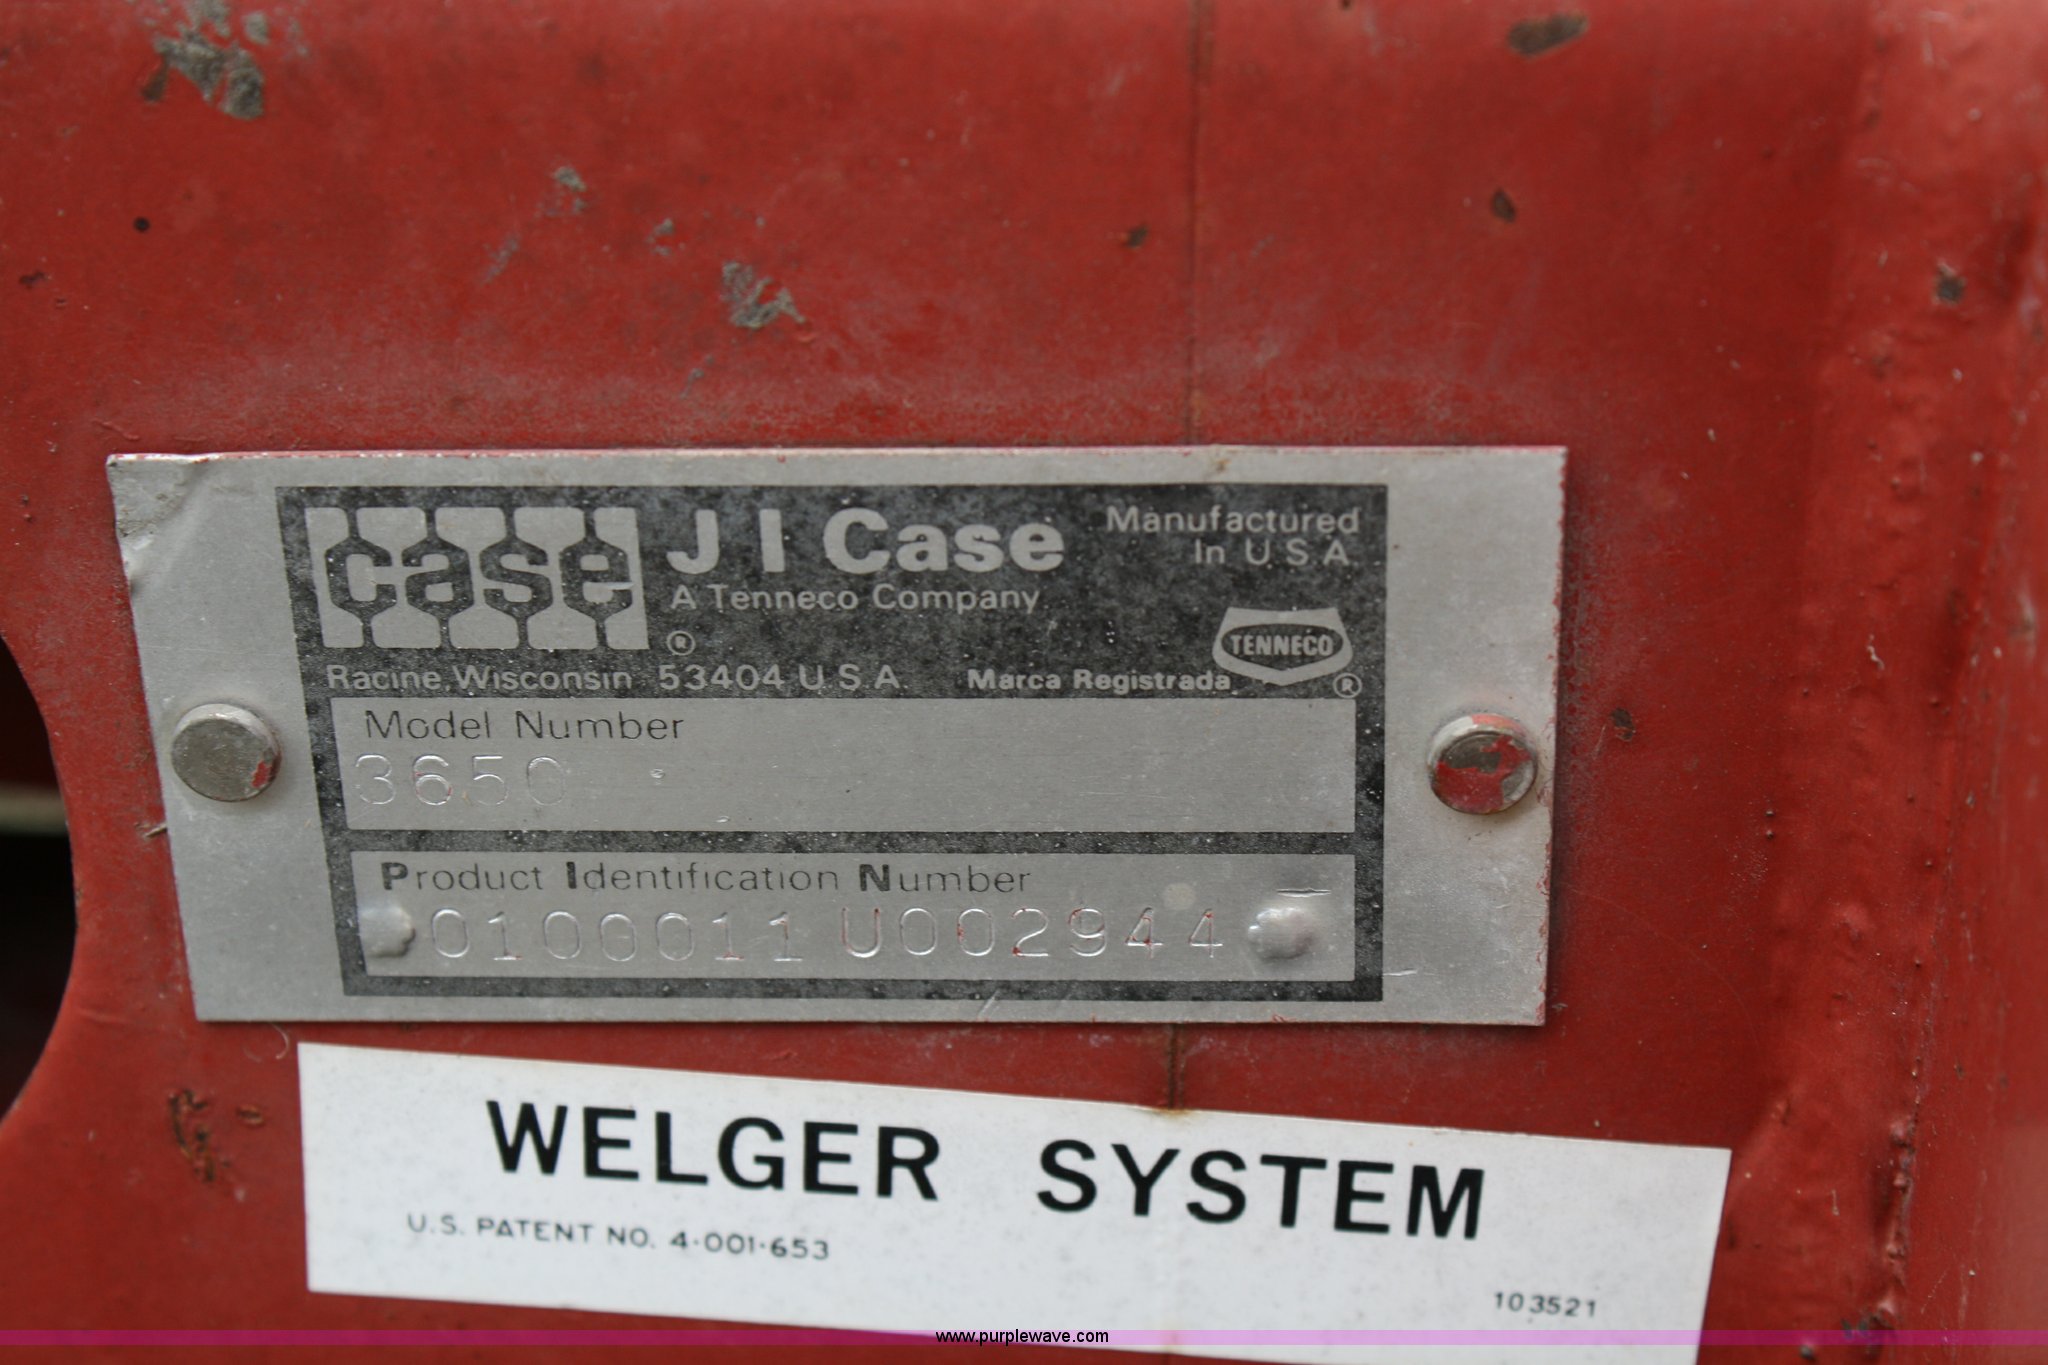 case
J I Case
A Tenneco Company
Manufactured
In U.S.A.
TENNECO
®
Racine, Wisconsin 53404 U.S.A.
Marca Registrada
®
Model Number
3650
Product Identification Number
0100011 U002944
WELGER SYSTEM
U.S. PATENT NO. 4·001·653
103521
www.purplewave.com